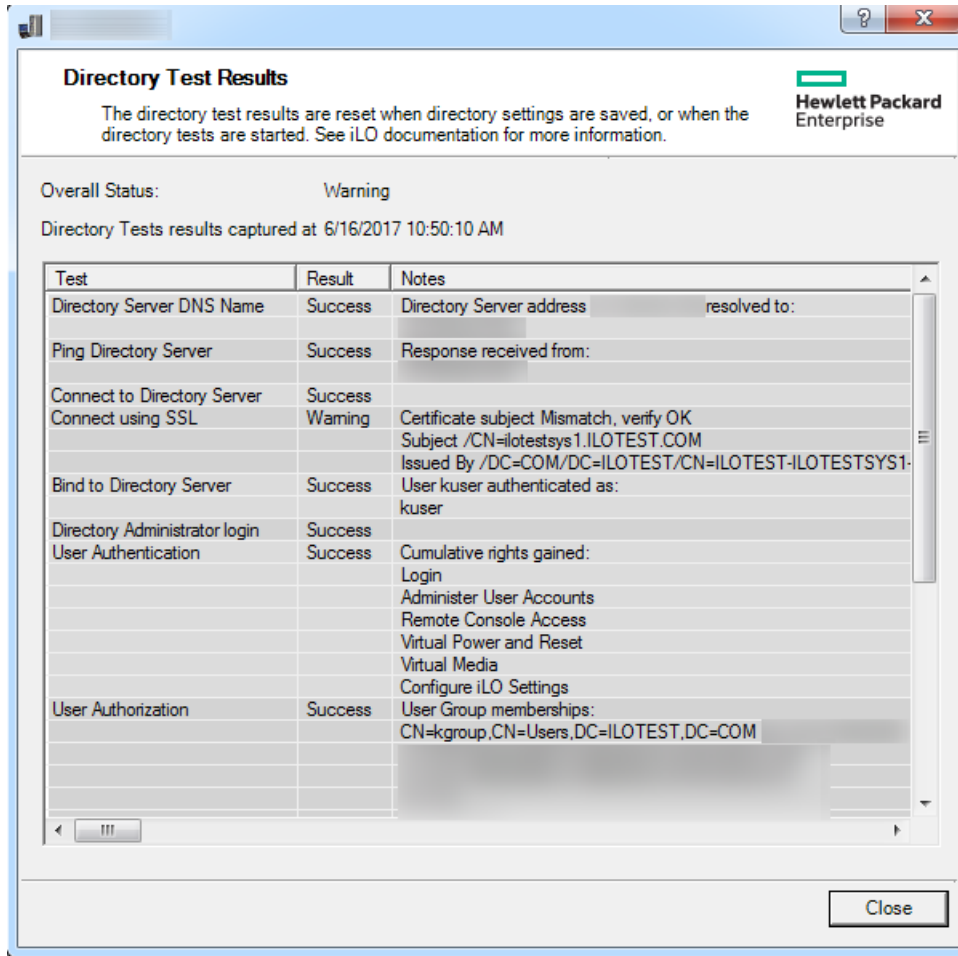 Directory Test Results
The directory test results are reset when directory settings are saved, or when the
directory tests are started. See iLO documentation for more information.
Hewlett Packard
Enterprise
Overall Status: Warning
Directory Tests results captured at 6/16/2017 10:50:10 AM
Test Result Notes
Directory Server DNS Name Success Directory Server address resolved to:
Ping Directory Server Success Response received from:
Connect to Directory Server Success
Connect using SSL Warning Certificate subject Mismatch, verify OK
Subject /CN=ilotestsys1.ILOTEST.COM
Issued By /DC=COM/DC=ILOTEST/CN=ILOTEST-ILOTESTSYS1-
Bind to Directory Server Success User kuser authenticated as:
kuser
Directory Administrator login Success
User Authentication Success Cumulative rights gained:
Login
Administer User Accounts
Remote Console Access
Virtual Power and Reset
Virtual Media
Configure iLO Settings
User Authorization Success User Group memberships:
CN=kgroup,CN=Users,DC=ILOTEST,DC=COM
Close